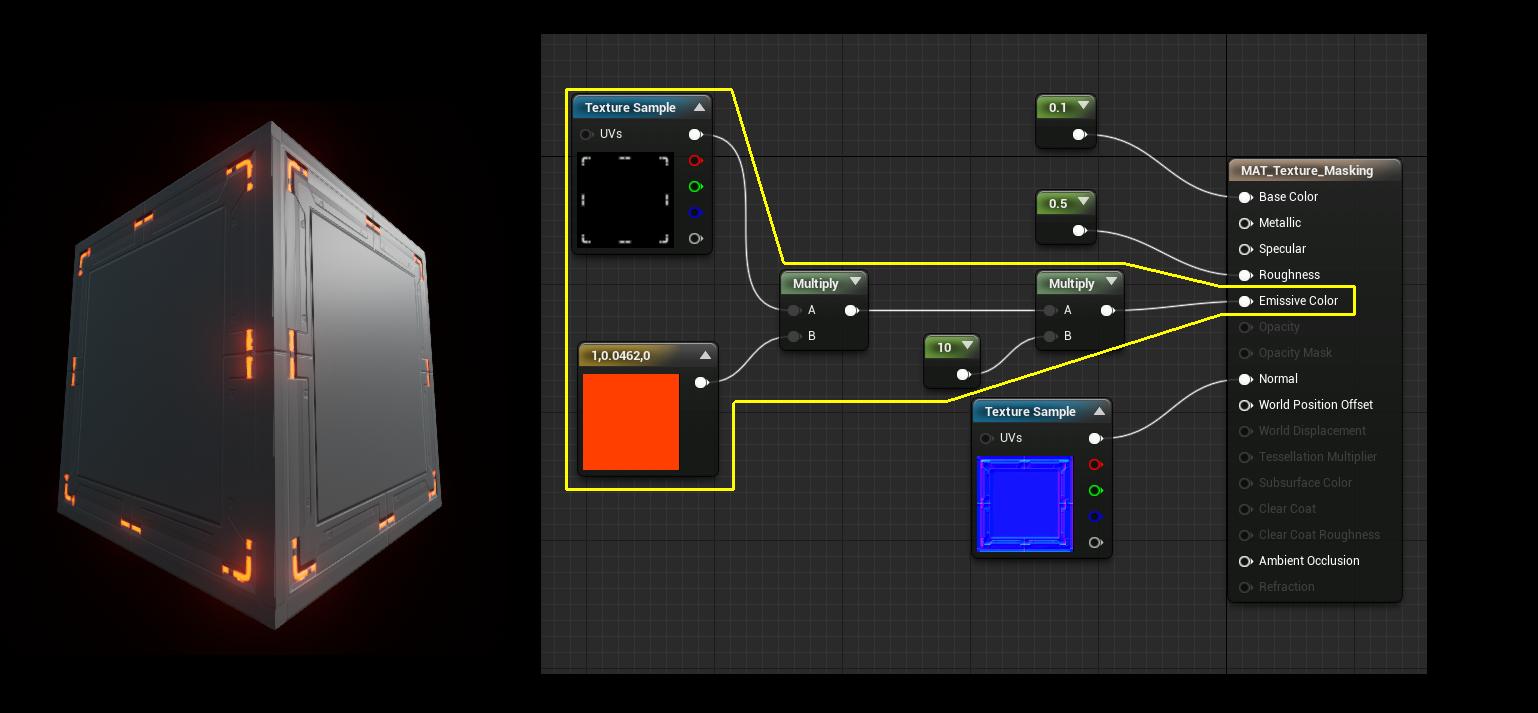 Texture Sample
UVs
1,0.0462,0
Multiply
A
B
10
Multiply
A
B
0.1
0.5
Texture Sample
UVs
MAT_Texture_Masking
Base Color
Metallic
Specular
Roughness
Emissive Color
Opacity
Opacity Mask
Normal
World Position Offset
World Displacement
Tessellation Multiplier
Subsurface Color
Clear Coat
Clear Coat Roughness
Ambient Occlusion
Refraction